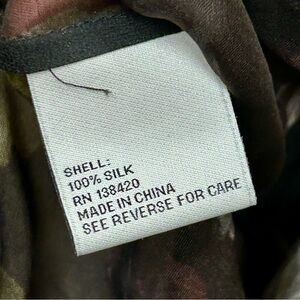 SHELL:
100% SILK
RN 138420
MADE IN CHINA
SEE REVERSE FOR CARE